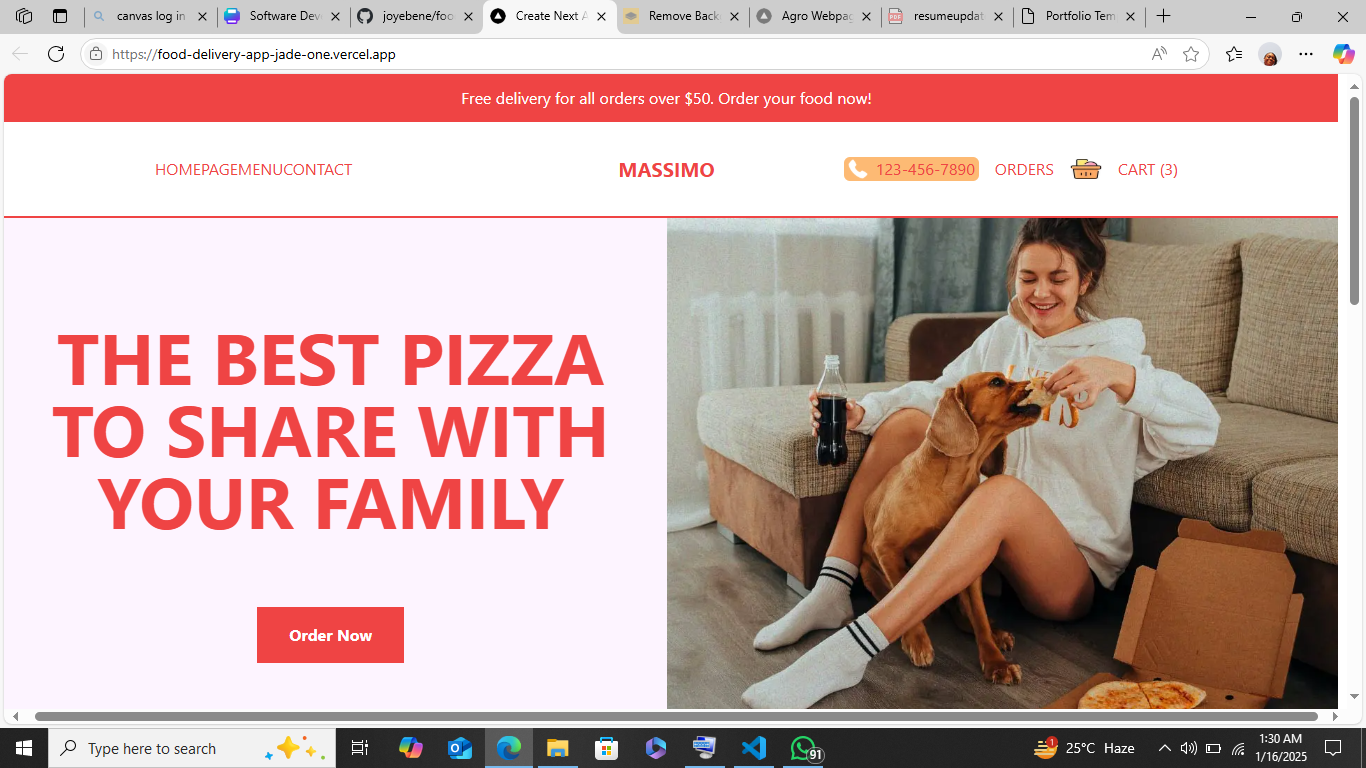 canvas log in
Software Deve
joyebene/foo
Create Next A
Remove Back
Agro Webpag
resumeupdat
Portfolio Tem
https://food-delivery-app-jade-one.vercel.app
Free delivery for all orders over $50. Order your food now!
HOMEPAGEMENUCONTACT
MASSIMO
123-456-7890
ORDERS
CART (3)
THE BEST PIZZA
TO SHARE WITH
YOUR FAMILY
Order Now
Type here to search
91
1
25°C Haze
1:30 AM
1/16/2025